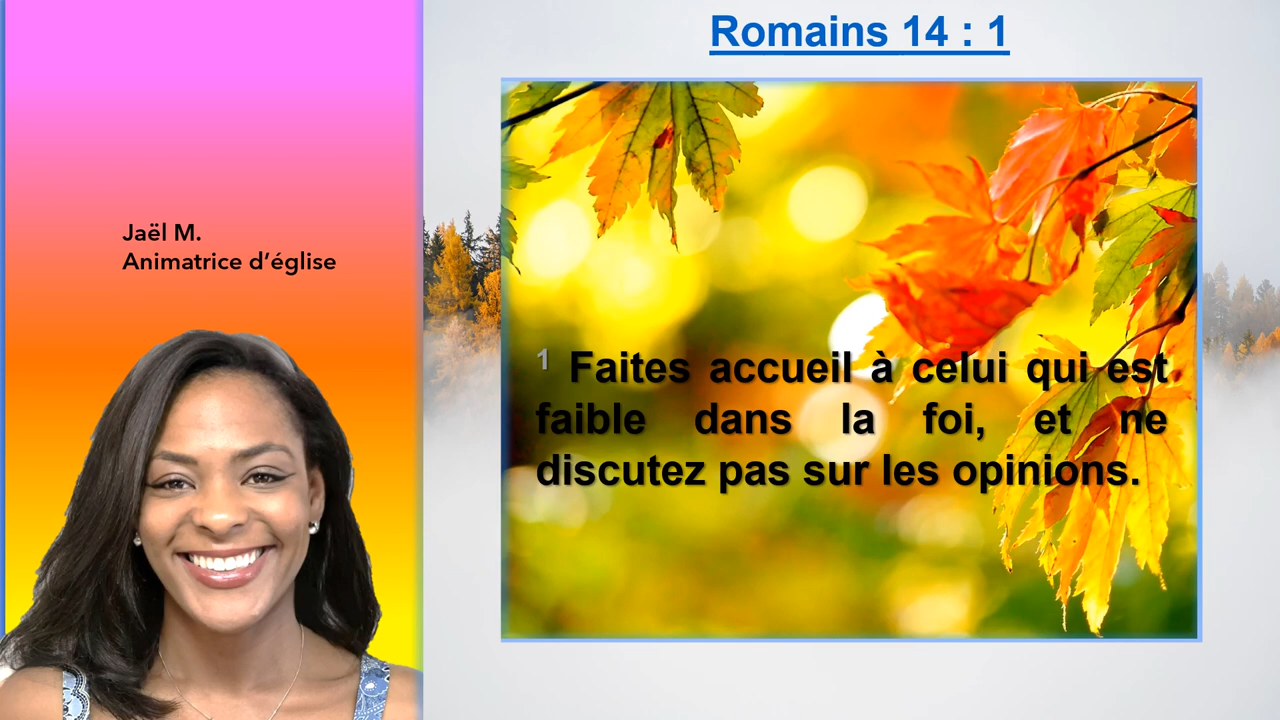 Romains 14 : 1
Jaël M.
Animatrice d’église
1 Faites accueil à celui qui est
faible dans la foi, et ne
discutez pas sur les opinions.